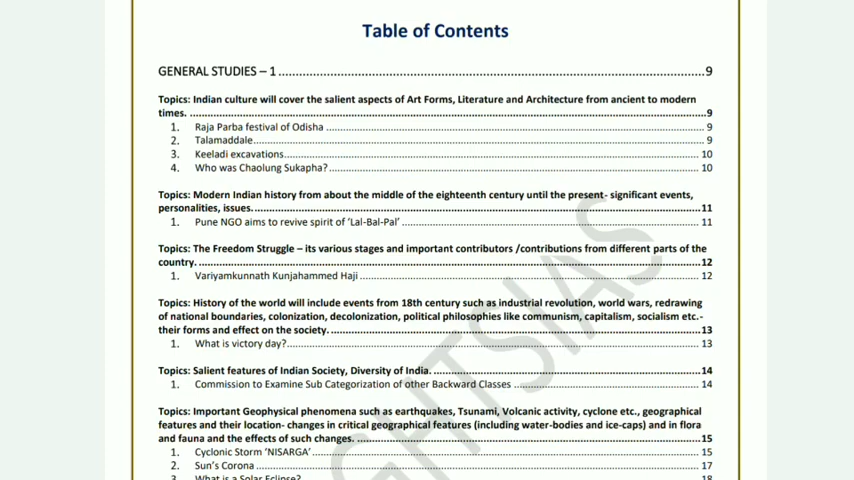 Table of Contents
GENERAL STUDIES – 1 ........ 9
Topics: Indian culture will cover the salient aspects of Art Forms, Literature and Architecture from ancient to modern
times. ........ 9
1. Raja Parba festival of Odisha ........ 9
2. Talamaddale ........ 9
3. Keeladi excavations ........ 10
4. Who was Chaolung Sukapha? ........ 10
Topics: Modern Indian history from about the middle of the eighteenth century until the present- significant events,
personalities, issues. ........ 11
1. Pune NGO aims to revive spirit of ‘Lal-Bal-Pal’ ........ 11
Topics: The Freedom Struggle – its various stages and important contributors /contributions from different parts of the
country. ........ 12
1. Variyamkunnath Kunjahammed Haji ........ 12
Topics: History of the world will include events from 18th century such as industrial revolution, world wars, redrawing
of national boundaries, colonization, decolonization, political philosophies like communism, capitalism, socialism etc.-
their forms and effect on the society. ........ 13
1. What is victory day? ........ 13
Topics: Salient features of Indian Society, Diversity of India. ........ 14
1. Commission to Examine Sub Categorization of other Backward Classes ........ 14
Topics: Important Geophysical phenomena such as earthquakes, Tsunami, Volcanic activity, cyclone etc., geographical
features and their location- changes in critical geographical features (including water-bodies and ice-caps) and in flora
and fauna and the effects of such changes. ........ 15
1. Cyclonic Storm ‘NISARGA’ ........ 15
2. Sun’s Corona ........ 17
3. What is a Solar Eclipse? ........ 18
GHTSIAS